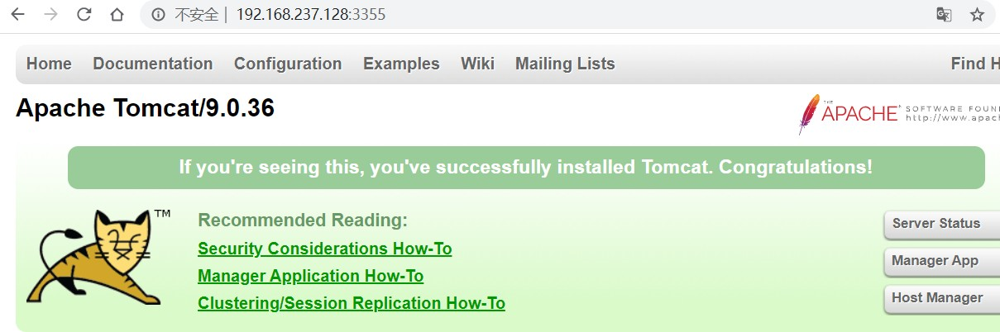 不安全 | 192.168.237.128:3355
Home Documentation Configuration Examples Wiki Mailing Lists Find H
Apache Tomcat/9.0.36
THE
APACHE SOFTWARE FOUN
http://www.apach
If you're seeing this, you've successfully installed Tomcat. Congratulations!
TM
Recommended Reading:
Security Considerations How-To
Manager Application How-To
Clustering/Session Replication How-To
Server Status
Manager App
Host Manager